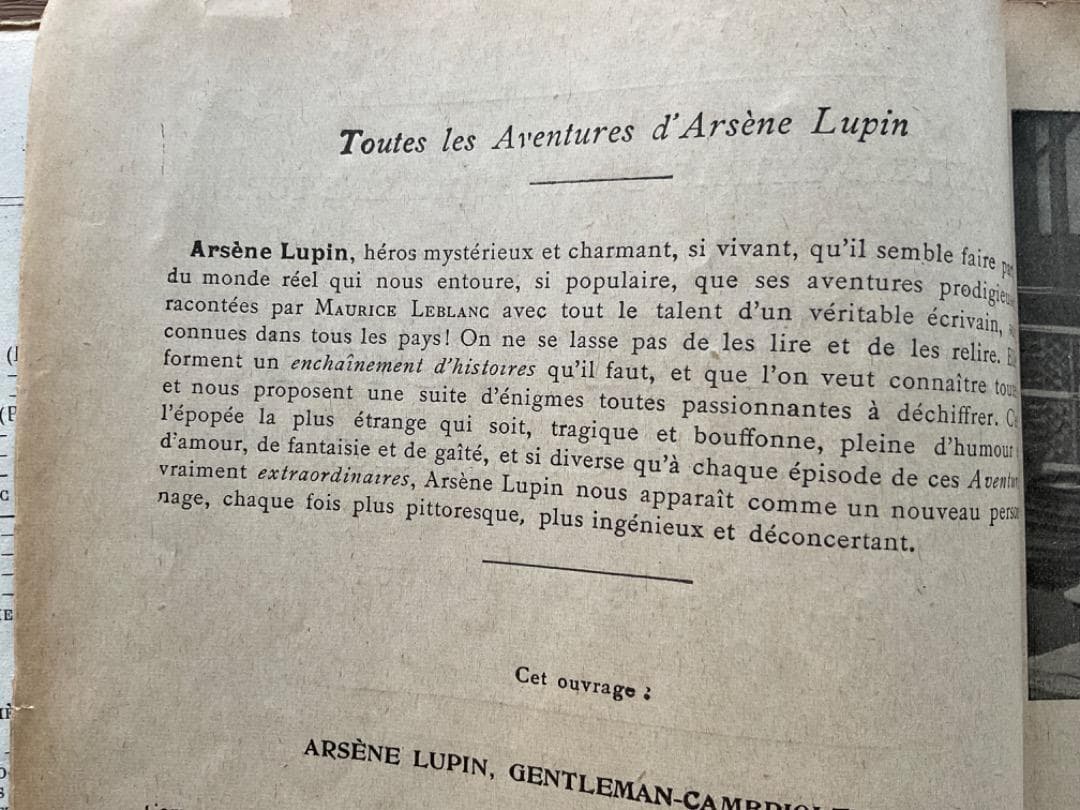 Toutes les Aventures d'Arsène Lupin
Arsène Lupin, héros mystérieux et charmant, si vivant, qu'il semble faire
du monde réel qui nous entoure, si populaire, que ses aventures
racontées par MAURICE LEBLANC avec tout le talent d'un véritable écrivain,
connues dans tous les pays! On ne se lasse pas de les lire et de les relire.
forment un enchaînement d'histoires qu'il faut, et que l'on veut connaître
et nous proposent une suite d'énigmes toutes passionnantes à déchiffrer.
l'épopée la plus étrange qui soit, tragique et bouffonne, pleine d'humour
d'amour, de fantaisie et de gaîté, et si diverse qu'à chaque épisode de ces
vraiment extraordinaires, Arsène Lupin nous apparaît comme un nouveau
nage, chaque fois plus pittoresque, plus ingénieux et déconcertant.
Cet ouvrage :
ARSÈNE LUPIN,